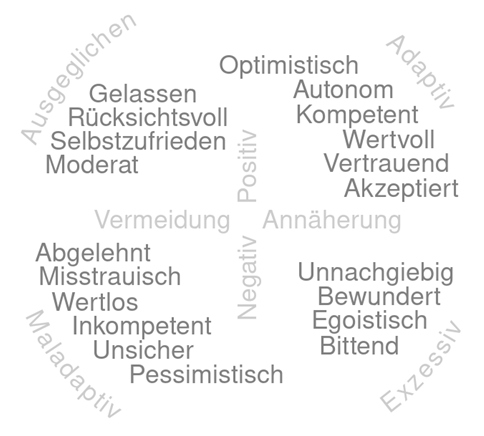 Ausgeglichen
Adaptiv
Optimistisch
Gelassen
Autonom
Rücksichtsvoll
Kompetent
Selbstzufrieden
Wertvoll
Moderat
Vertrauend
Akzeptiert
Positiv
Vermeidung
Annäherung
Negativ
Abgelehnt
Misstrauisch
Unnachgiebig
Wertlos
Bewundert
Inkompetent
Egoistisch
Unsicher
Bittend
Pessimistisch
Maladaptiv
Exzessiv